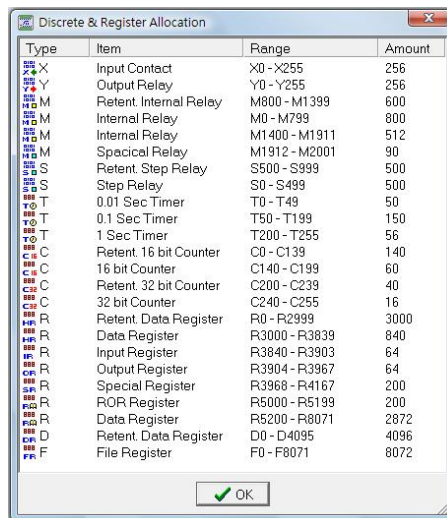 Discrete & Register Allocation
Type Item Range Amount
X Input Contact X0 - X255 256
Y Output Relay Y0 - Y255 256
M Retent. Internal Relay M800 - M1399 600
M Internal Relay M0 - M799 800
M Internal Relay M1400 - M1911 512
M Spacical Relay M1912 - M2001 90
S Retent. Step Relay S500 - S999 500
S Step Relay S0 - S499 500
T 0.01 Sec Timer T0 - T49 50
T 0.1 Sec Timer T50 - T199 150
T 1 Sec Timer T200 - T255 56
C Retent. 16 bit Counter C0 - C139 140
C 16 bit Counter C140 - C199 60
C Retent. 32 bit Counter C200 - C239 40
C 32 bit Counter C240 - C255 16
R Retent. Data Register R0 - R2999 3000
R Data Register R3000 - R3839 840
R Input Register R3840 - R3903 64
R Output Register R3904 - R3967 64
R Special Register R3968 - R4167 200
R ROR Register R5000 - R5199 200
R Data Register R5200 - R8071 2872
D Retent. Data Register D0 - D4095 4096
F File Register F0 - F8071 8072
OK